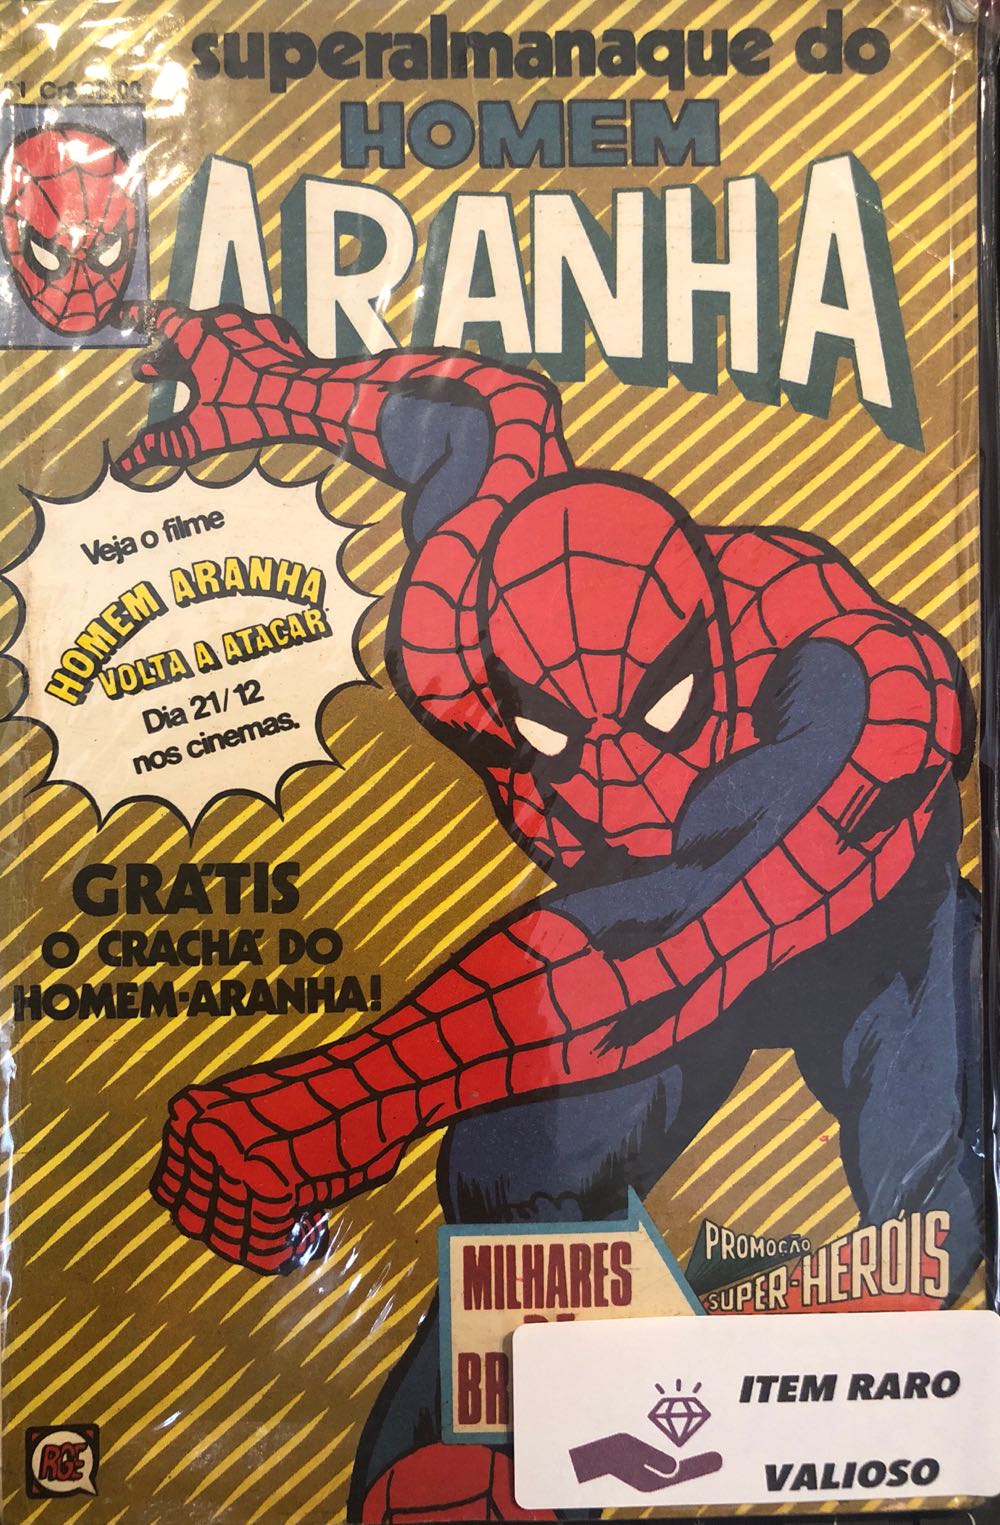 superalmanaque do
HOMEM
ARANHA
Veja o filme
HOMEM ARANHA
VOLTA A ATACAR
Dia 21/12
nos cinemas.
GRÁTIS
O CRACHÁ DO
HOMEM-ARANHA!
PROMOÇÃO
SUPER-HERÓIS
MILHARES
ITEM RARO
VALIOSO
RGE